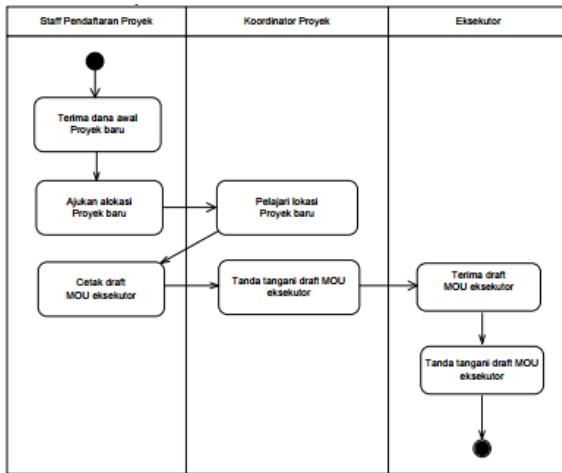 Staff Pendaftaran Proyek
Koordinator Proyek
Eksekutor
Terima dana awal
Proyek baru
Ajukan alokasi
Proyek baru
Pelajari lokasi
Proyek baru
Cetak draft
MOU eksekutor
Tanda tangani draft MOU
eksekutor
Terima draft
MOU eksekutor
Tanda tangani draft MOU
eksekutor